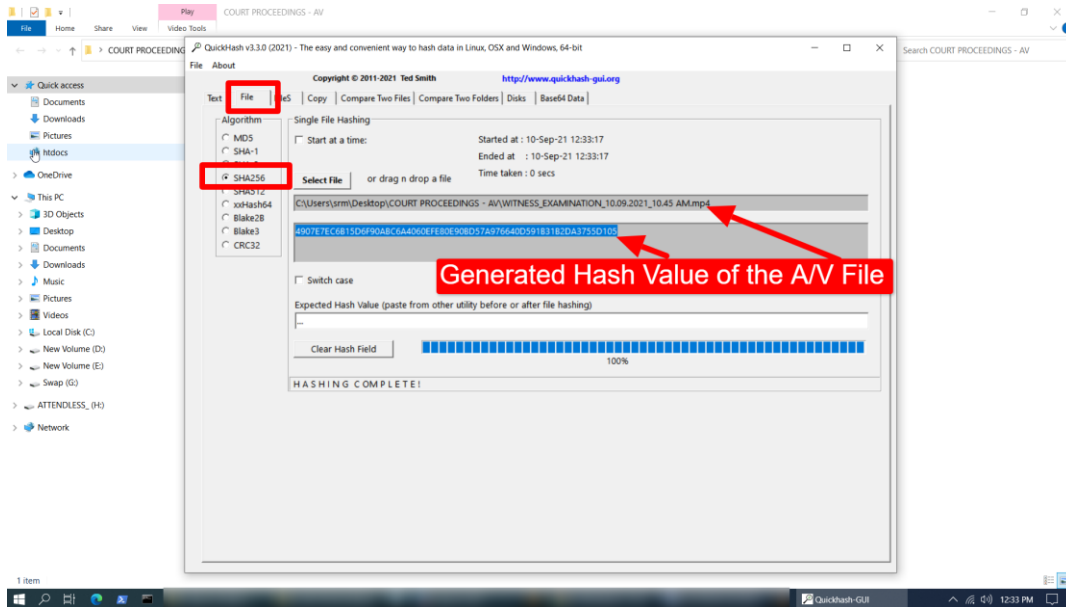 Play
COURT PROCEEDINGS - AV
File Home Share View Video Tools
COURT PROCEEDING
Search COURT PROCEEDINGS - AV
QuickHash v3.3.0 (2021) - The easy and convenient way to hash data in Linux, OSX and Windows, 64-bit
File About
Copyright © 2011-2021 Ted Smith http://www.quickhash-gui.org
Text File FileS Copy Compare Two Files Compare Two Folders Disks Base64 Data
Algorithm
MD5
SHA-1
SHA256
SHA512
xxHash64
Blake2B
Blake3
CRC32
Single File Hashing
Start at a time:
Started at : 10-Sep-21 12:33:17
Ended at : 10-Sep-21 12:33:17
Select File or drag n drop a file
Time taken : 0 secs
C:\Users\srm\Desktop\COURT PROCEEDINGS - AV\WITNESS_EXAMINATION_10.09.2021_10.45 AM.mp4
4907E7EC6B15D6F90ABC6A4060EFE80E90BD57A976640D591B31B2DA3755D105
Generated Hash Value of the A/V File
Switch case
Expected Hash Value (paste from other utility before or after file hashing)
...
Clear Hash Field
100%
HASHING COMPLETE!
Quick access
Documents
Downloads
Pictures
htdocs
OneDrive
This PC
3D Objects
Desktop
Documents
Downloads
Music
Pictures
Videos
Local Disk (C:)
New Volume (D:)
New Volume (E:)
Swap (G:)
ATTENDLESS_ (H:)
Network
1 item
Quickhash-GUI
12:33 PM